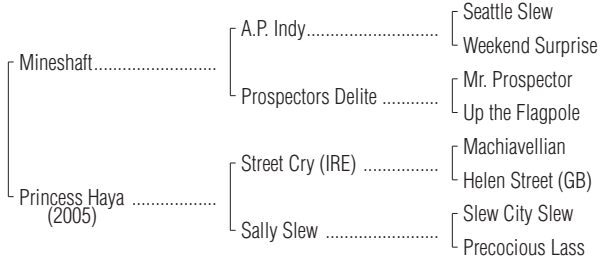 Seattle Slew
A.P. Indy
Weekend Surprise
Mineshaft
Mr. Prospector
Prospectors Delite
Up the Flagpole
Machiavellian
Street Cry (IRE)
Helen Street (GB)
Princess Haya
(2005)
Slew City Slew
Sally Slew
Precocious Lass